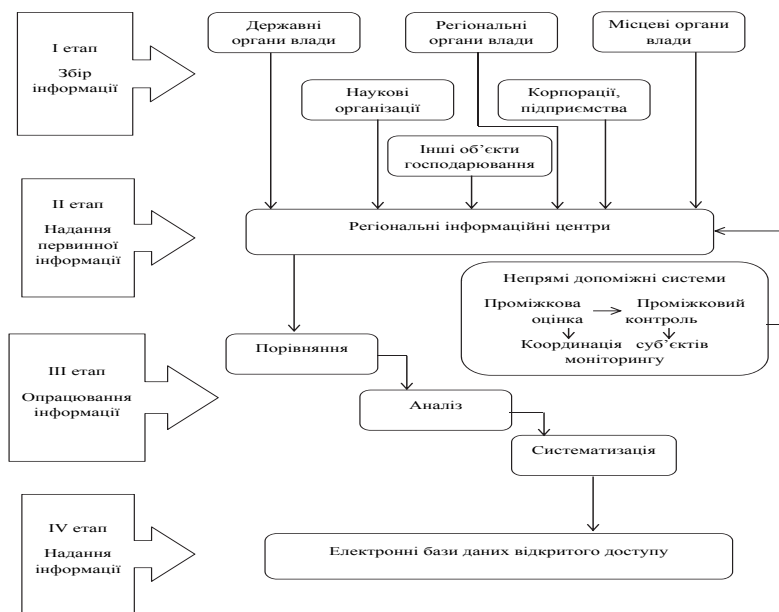 І етап
Збір
інформації
Державні
органи влади
Регіональні
органи влади
Місцеві органи
влади
Наукові
організації
Корпорації,
підприємства
Інші об’єкти
господарювання
ІІ етап
Надання
первинної
інформації
Регіональні інформаційні центри
Непрямі допоміжні системи
Проміжкова
оцінка
Проміжковий
контроль
Координація суб’єктів
моніторингу
ІІІ етап
Опрацювання
інформації
Порівняння
Аналіз
Систематизація
IV етап
Надання
інформації
Електронні бази даних відкритого доступу